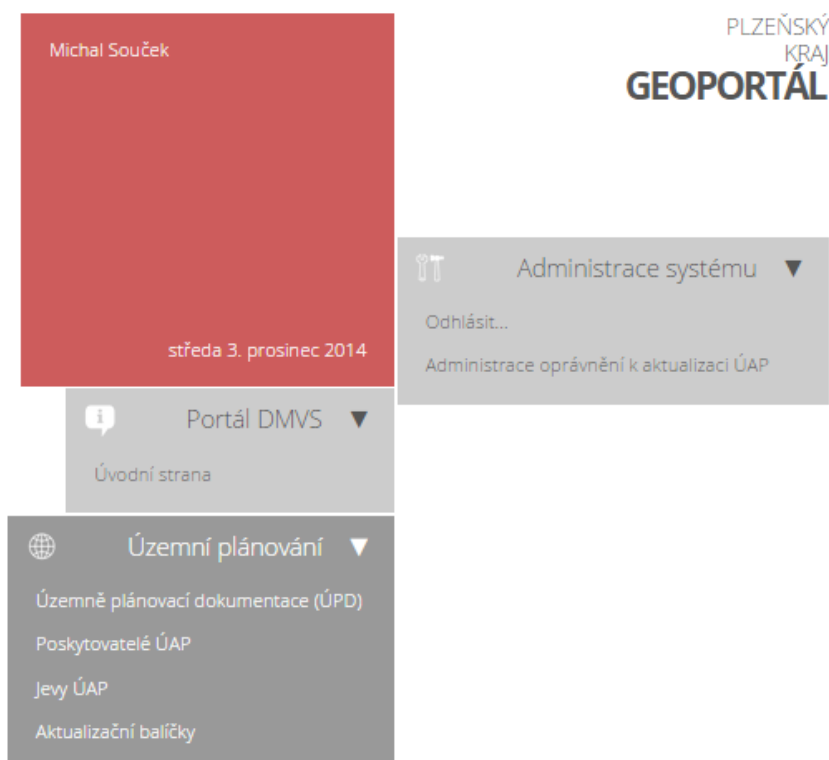 Michal Souček
středa 3. prosinec 2014
PLZEŇSKÝ
KRAJ
GEOPORTÁL
Administrace systému ▼
Odhlásit...
Administrace oprávnění k aktualizaci ÚAP
Portál DMVS ▼
Úvodní strana
Územní plánování ▼
Územně plánovací dokumentace (ÚPD)
Poskytovatelé ÚAP
Jevy ÚAP
Aktualizační balíčky